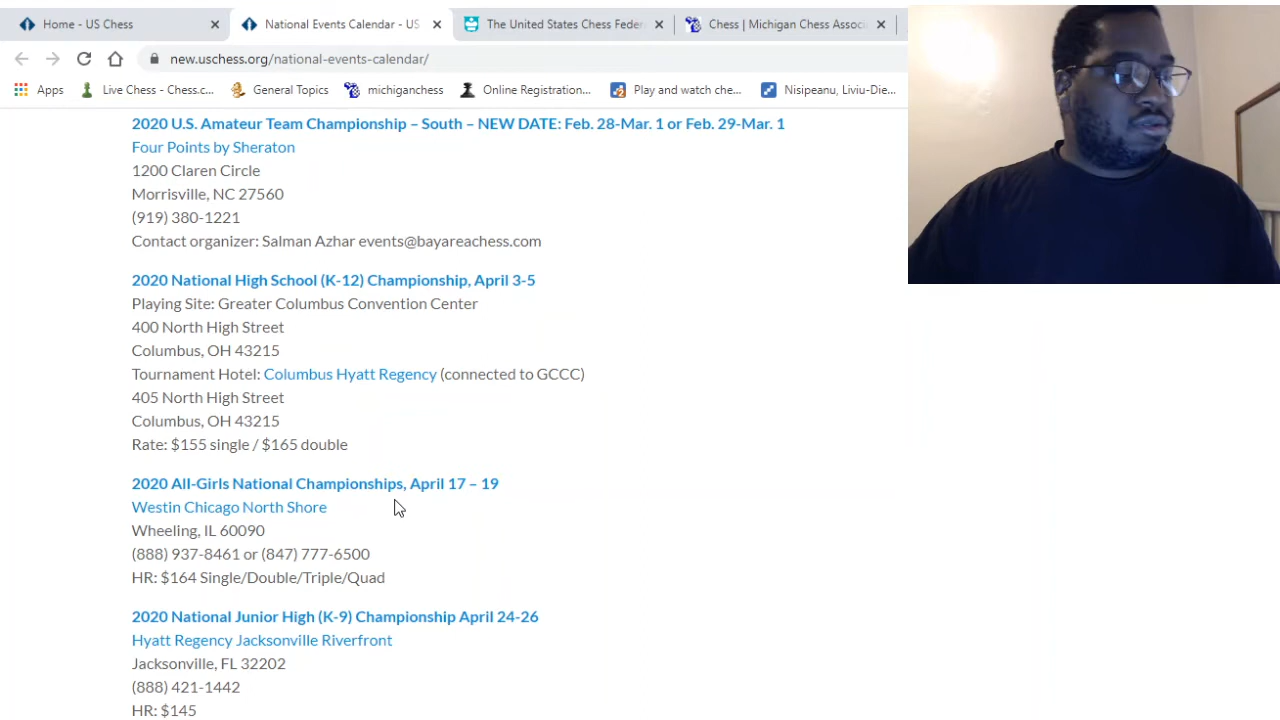 Home - US Chess
National Events Calendar - US
The United States Chess Feder
Chess | Michigan Chess Associ
new.uschess.org/national-events-calendar/
Apps
Live Chess - Chess.c...
General Topics
michiganchess
Online Registration...
Play and watch che...
Nisipeanu, Liviu-Die...
2020 U.S. Amateur Team Championship – South – NEW DATE: Feb. 28-Mar. 1 or Feb. 29-Mar. 1
Four Points by Sheraton
1200 Claren Circle
Morrisville, NC 27560
(919) 380-1221
Contact organizer: Salman Azhar events@bayareachess.com
2020 National High School (K-12) Championship, April 3-5
Playing Site: Greater Columbus Convention Center
400 North High Street
Columbus, OH 43215
Tournament Hotel: Columbus Hyatt Regency (connected to GCCC)
405 North High Street
Columbus, OH 43215
Rate: $155 single / $165 double
2020 All-Girls National Championships, April 17 – 19
Westin Chicago North Shore
Wheeling, IL 60090
(888) 937-8461 or (847) 777-6500
HR: $164 Single/Double/Triple/Quad
2020 National Junior High (K-9) Championship April 24-26
Hyatt Regency Jacksonville Riverfront
Jacksonville, FL 32202
(888) 421-1442
HR: $145